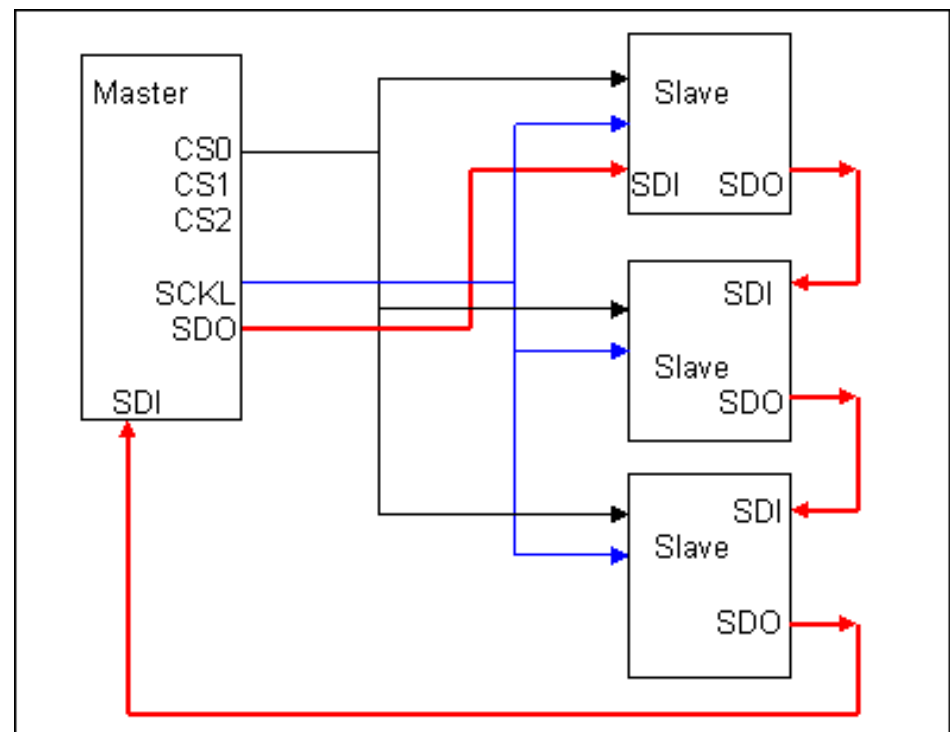 Master
CS0
CS1
CS2
SCKL
SDO
SDI
Slave
SDI SDO
SDI
Slave
SDO
SDI
Slave
SDO